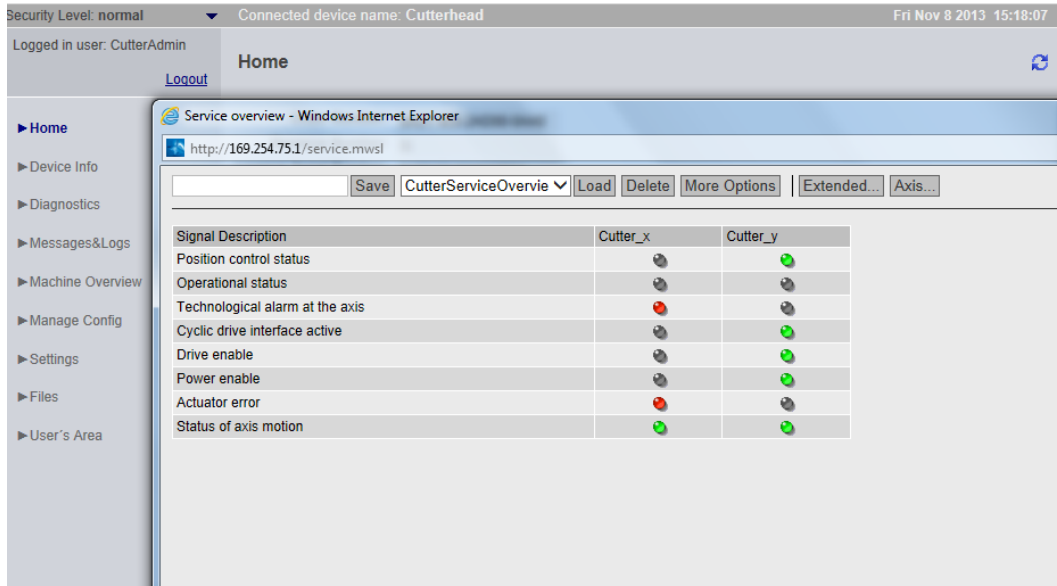 Security Level: normal
Connected device name: Cutterhead
Fri Nov 8 2013 15:18:07
Logged in user: CutterAdmin
Logout
Home
►Home
►Device Info
►Diagnostics
►Messages&Logs
►Machine Overview
►Manage Config
►Settings
►Files
►User's Area
Service overview - Windows Internet Explorer
http://169.254.75.1/service.mwsl
Save CutterServiceOvervie Load Delete More Options Extended... Axis...
Signal Description Cutter_x Cutter_y
Position control status
Operational status
Technological alarm at the axis
Cyclic drive interface active
Drive enable
Power enable
Actuator error
Status of axis motion